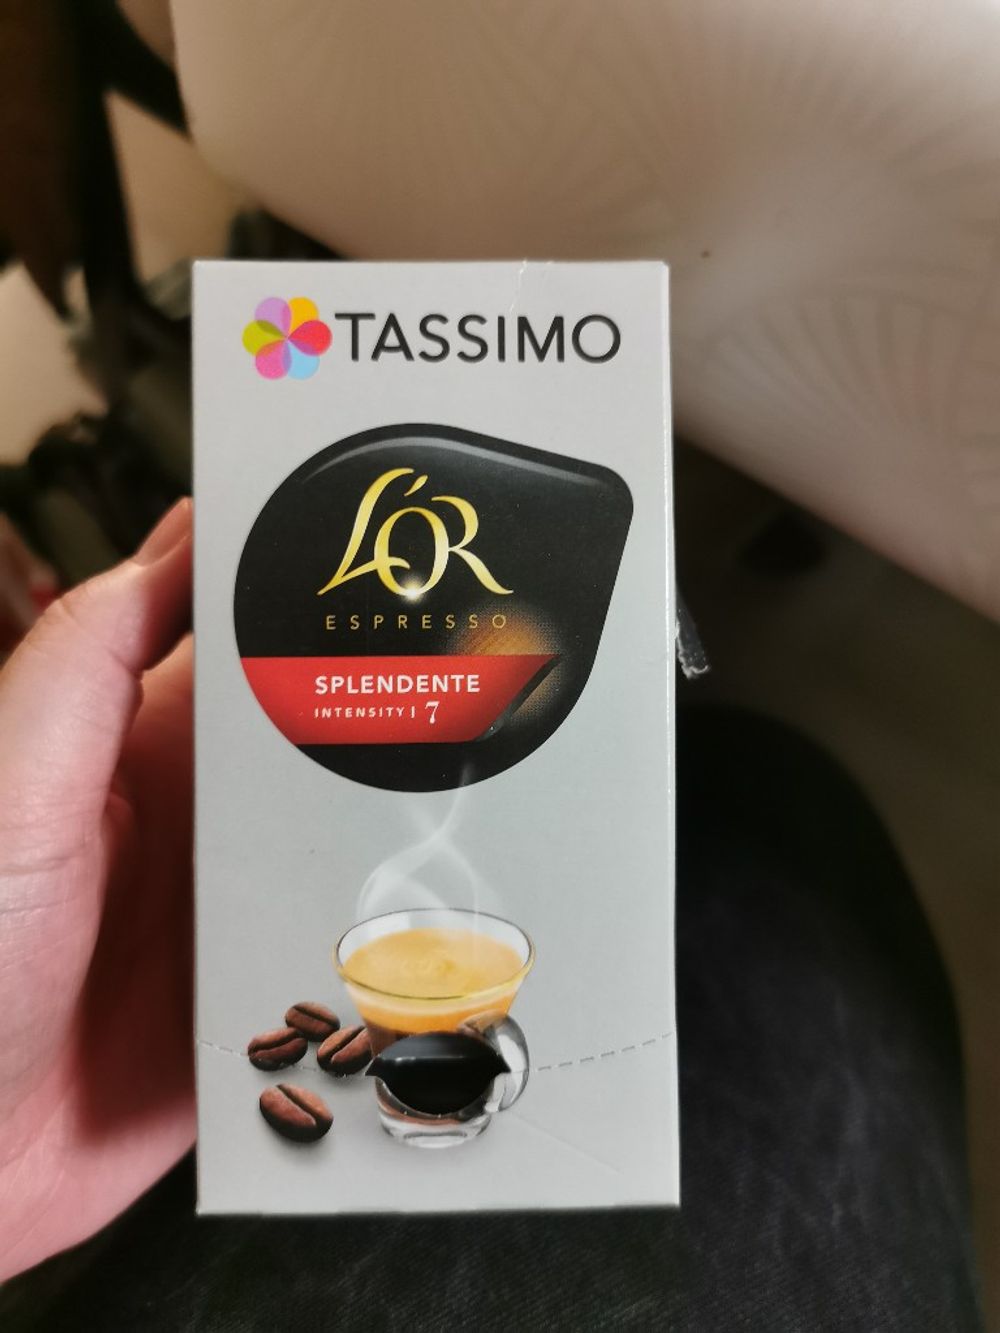 TASSIMO
L'OR
ESPRESSO
SPLENDENTE
INTENSITY | 7